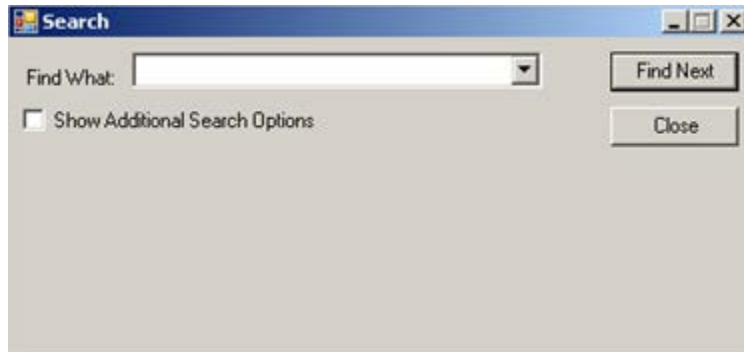 Search
Find What:
Find Next
Show Additional Search Options
Close